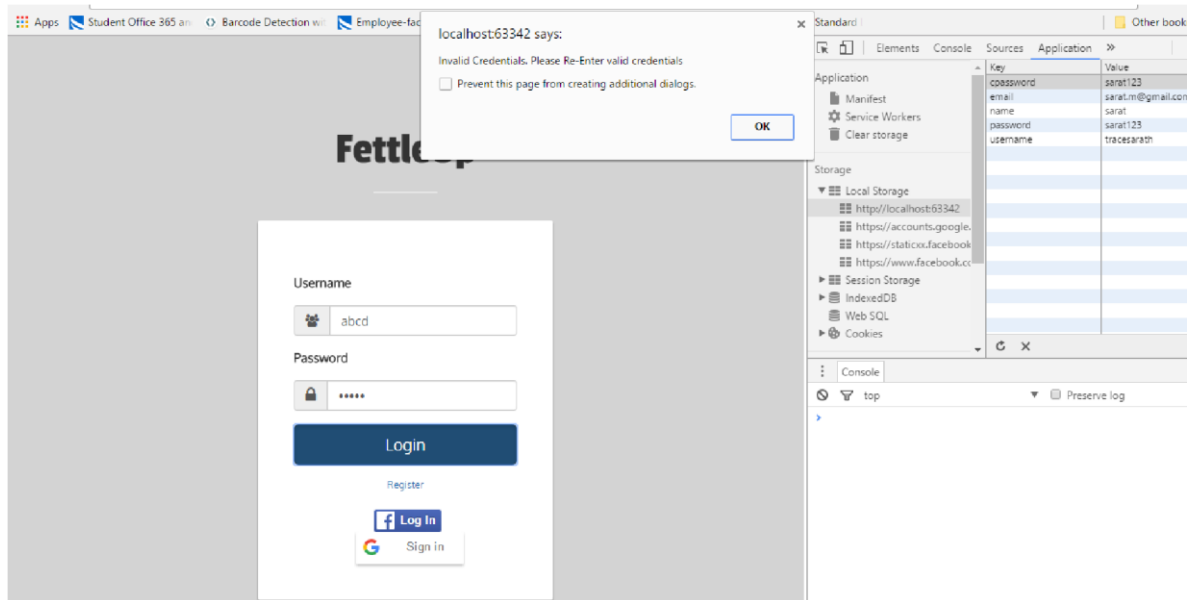 Apps Student Office 365 an Barcode Detection wit Employee-fac Standard Other book
localhost:63342 says:
Invalid Credentials. Please Re-Enter valid credentials
Prevent this page from creating additional dialogs.
OK
Fettle
Username
abcd
Password
•••••
Login
Register
Log In
Sign in
Elements Console Sources Application »
Application
Manifest
Service Workers
Clear storage
Storage
Local Storage
http://localhost:63342
https://accounts.google.
https://staticxx.facebook
https://www.facebook.cc
Session Storage
IndexedDB
Web SQL
Cookies
Key Value
cpassword sarat123
email sarat.m@gmail.con
name sarat
password sarat123
username tracesarath
Console
top Preserve log